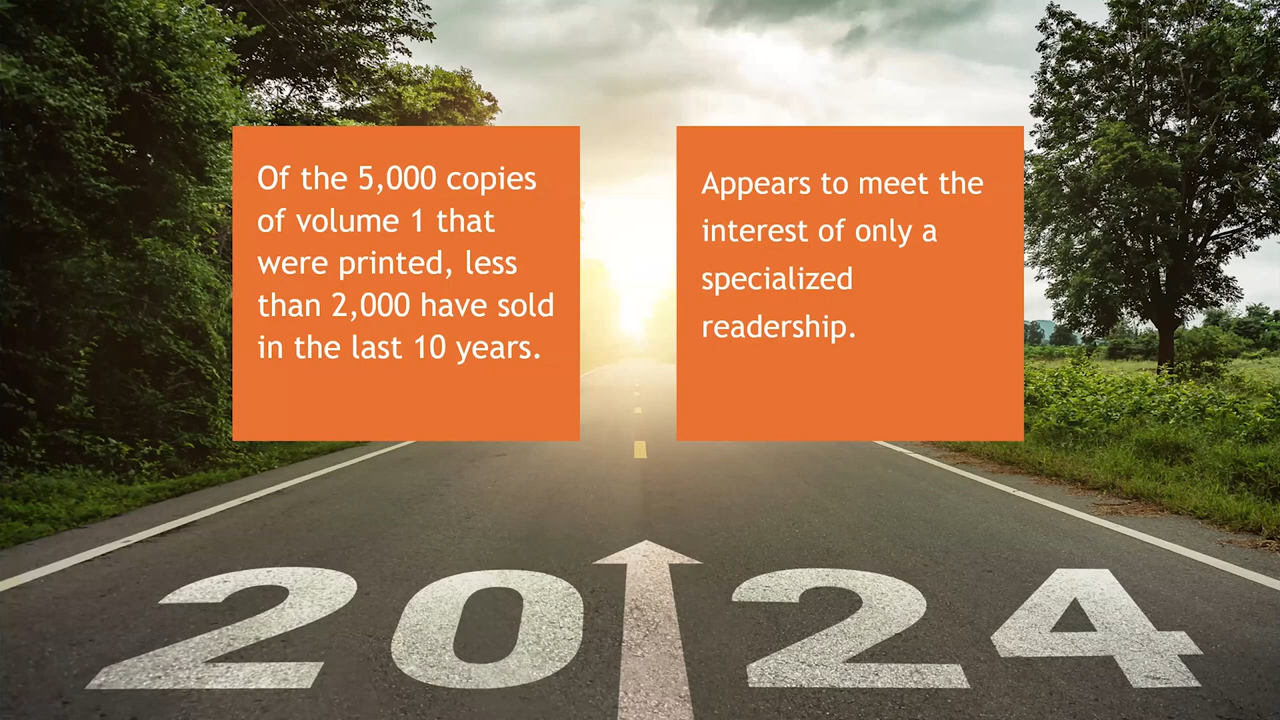 Of the 5,000 copies
of volume 1 that
were printed, less
than 2,000 have sold
in the last 10 years.
Appears to meet the
interest of only a
specialized
readership.
2024